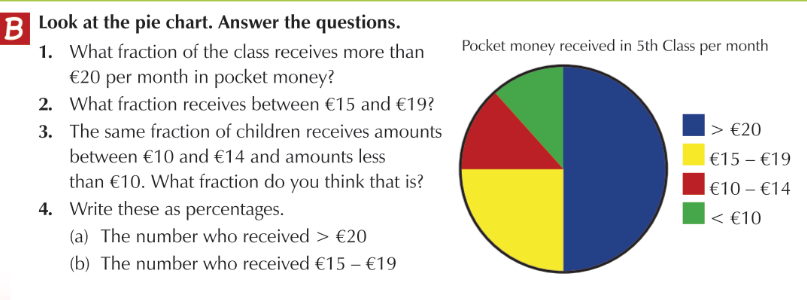 B Look at the pie chart. Answer the questions.
1. What fraction of the class receives more than
€20 per month in pocket money?
2. What fraction receives between €15 and €19?
3. The same fraction of children receives amounts
between €10 and €14 and amounts less
than €10. What fraction do you think that is?
4. Write these as percentages.
(a) The number who received > €20
(b) The number who received €15 – €19
Pocket money received in 5th Class per month
> €20
€15 – €19
€10 – €14
< €10